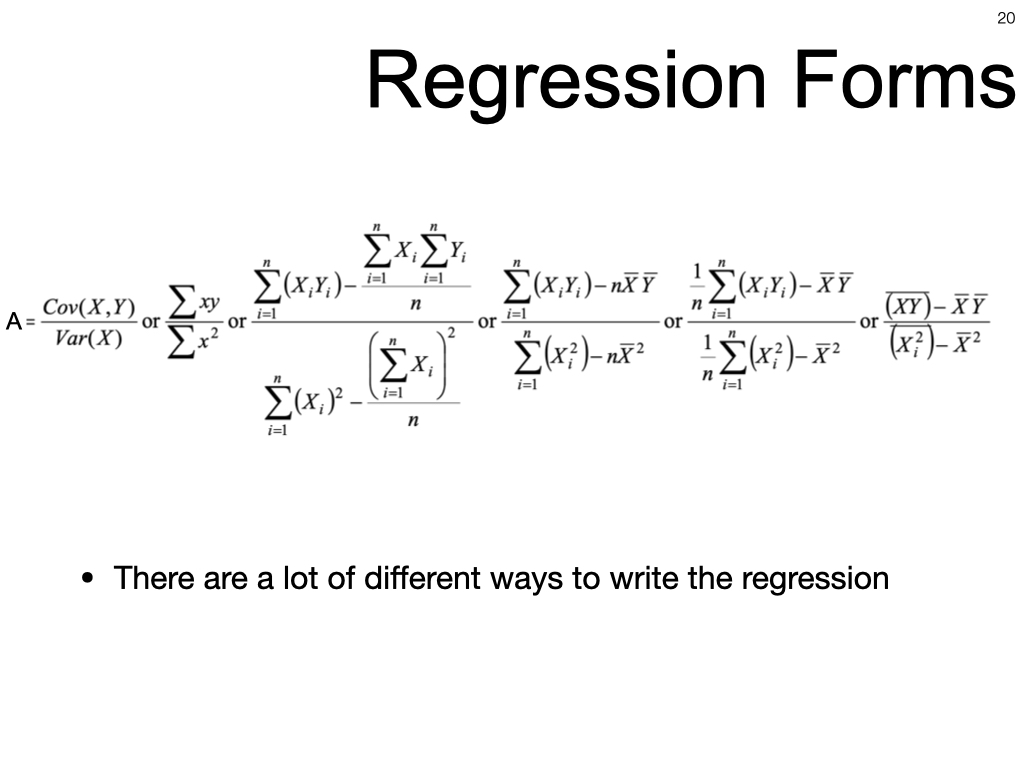 20
Regression Forms
A = \frac{Cov(X,Y)}{Var(X)} or \frac{\sum xy}{\sum x^2} or \frac{\sum_{i=1}^{n}(X_iY_i) - \frac{\sum_{i=1}^{n}X_i\sum_{i=1}^{n}Y_i}{n}}{\sum_{i=1}^{n}(X_i)^2 - \frac{\left(\sum_{i=1}^{n}X_i\right)^2}{n}} or \frac{\sum_{i=1}^{n}(X_iY_i) - n\overline{X}\,\overline{Y}}{\sum_{i=1}^{n}(X_i^2) - n\overline{X}^2} or \frac{\frac{1}{n}\sum_{i=1}^{n}(X_iY_i) - \overline{X}\,\overline{Y}}{\frac{1}{n}\sum_{i=1}^{n}(X_i^2) - \overline{X}^2} or \frac{\overline{(XY)} - \overline{X}\,\overline{Y}}{\overline{(X_i^2)} - \overline{X}^2}
• There are a lot of different ways to write the regression